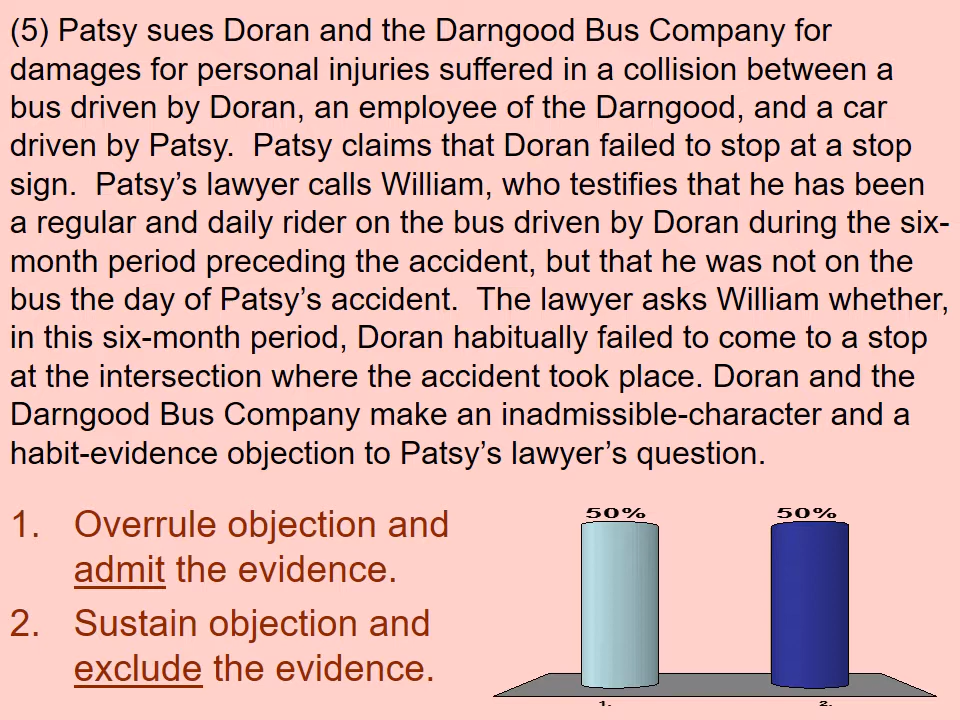 (5) Patsy sues Doran and the Darngood Bus Company for
damages for personal injuries suffered in a collision between a
bus driven by Doran, an employee of the Darngood, and a car
driven by Patsy.  Patsy claims that Doran failed to stop at a stop
sign.  Patsy’s lawyer calls William, who testifies that he has been
a regular and daily rider on the bus driven by Doran during the six-
month period preceding the accident, but that he was not on the
bus the day of Patsy’s accident.  The lawyer asks William whether,
in this six-month period, Doran habitually failed to come to a stop
at the intersection where the accident took place. Doran and the
Darngood Bus Company make an inadmissible-character and a
habit-evidence objection to Patsy’s lawyer’s question.
1. Overrule objection and
admit the evidence.
2. Sustain objection and
exclude the evidence.
50% 50%
1. 2.